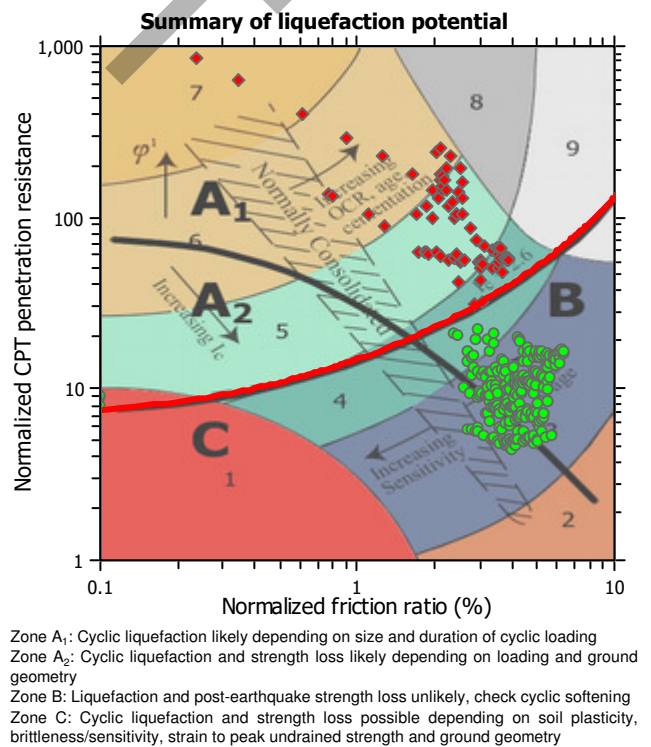 Summary of liquefaction potential
Normalized CPT penetration resistance
1,000
100
10
1
0.1
1
10
Normalized friction ratio (%)
7
8
9
φ'
A1
Normally Consolidated
Increasing
OCR, age
cementation
6
A2
Increasing Ic
5
B
4
C
1
Increasing
Sensitivity
3
2
Zone A1: Cyclic liquefaction likely depending on size and duration of cyclic loading
Zone A2: Cyclic liquefaction and strength loss likely depending on loading and ground
geometry
Zone B: Liquefaction and post-earthquake strength loss unlikely, check cyclic softening
Zone C: Cyclic liquefaction and strength loss possible depending on soil plasticity,
brittleness/sensitivity, strain to peak undrained strength and ground geometry